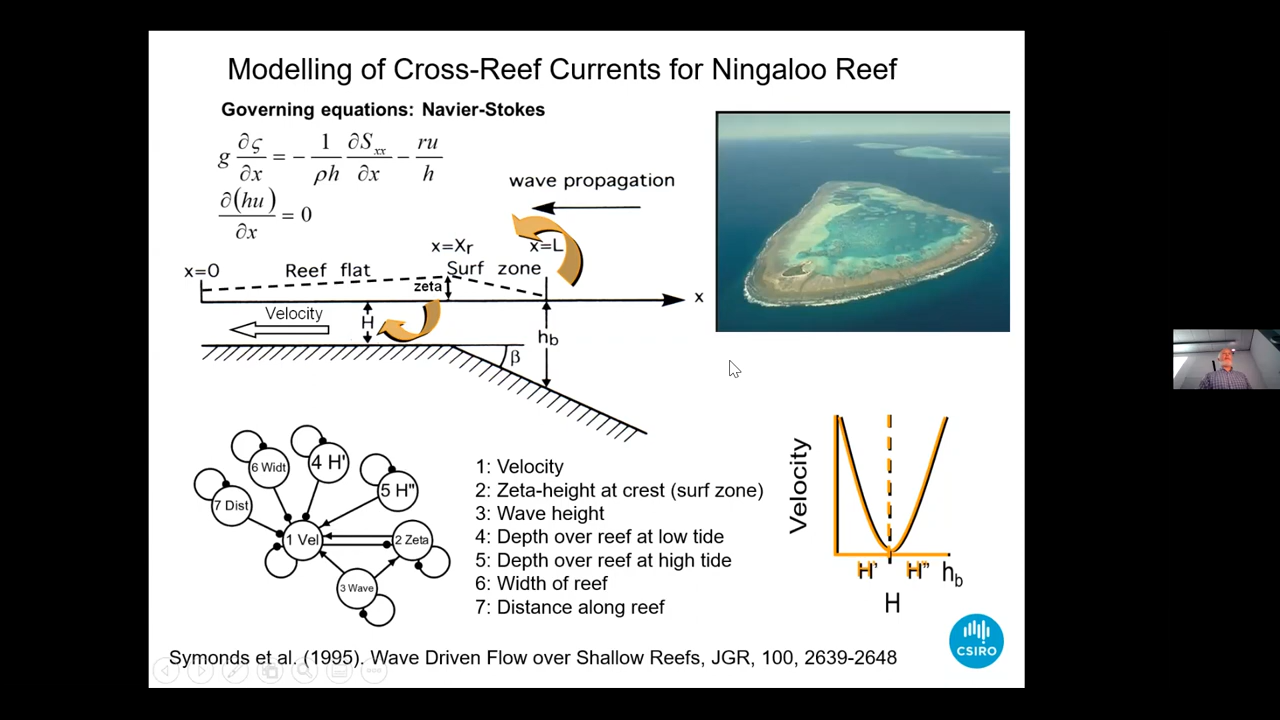 Modelling of Cross-Reef Currents for Ningaloo Reef
Governing equations: Navier-Stokes
g ∂ς/∂x = − 1/ρh ∂Sxx/∂x − ru/h
∂(hu)/∂x = 0
wave propagation
x=Xr
x=L
x=0
Reef flat
Surf zone
zeta
x
Velocity
H
hb
β
6 Widt
4 H'
5 H"
7 Dist
1 Vel
2 Zeta
3 Wave
1: Velocity
2: Zeta-height at crest (surf zone)
3: Wave height
4: Depth over reef at low tide
5: Depth over reef at high tide
6: Width of reef
7: Distance along reef
Velocity
H'
H"
hb
H
CSIRO
Symonds et al. (1995). Wave Driven Flow over Shallow Reefs, JGR, 100, 2639-2648